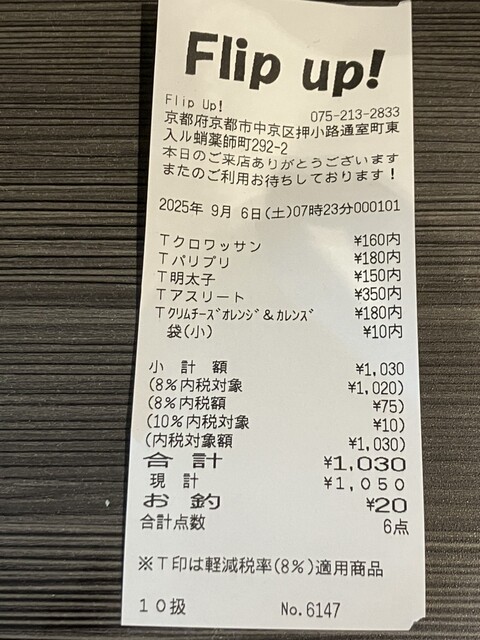 Flip up!
Flip Up! 075-213-2833
京都府京都市中京区押小路通室町東
入ル蛸薬師町292-2
本日のご来店ありがとうございます
またのご利用お待ちしております!
2025年 9月 6日(土)07時23分000101
Tクロワッサン ¥160内
Tパリブリ ¥180内
T明太子 ¥150内
Tアスリート ¥350内
Tクリムチーズオレンジ&カレンズ ¥180内
袋(小) ¥10内
小 計 額 ¥1,030
(8%内税対象 ¥1,020)
(8%内税額 ¥75)
(10%内税対象 ¥10)
(内税対象額 ¥1,030)
合 計 ¥1,030
現 計 ¥1,050
お 釣 ¥20
合計点数 6点
※T印は軽減税率(8%)適用商品
10扱 No.6147